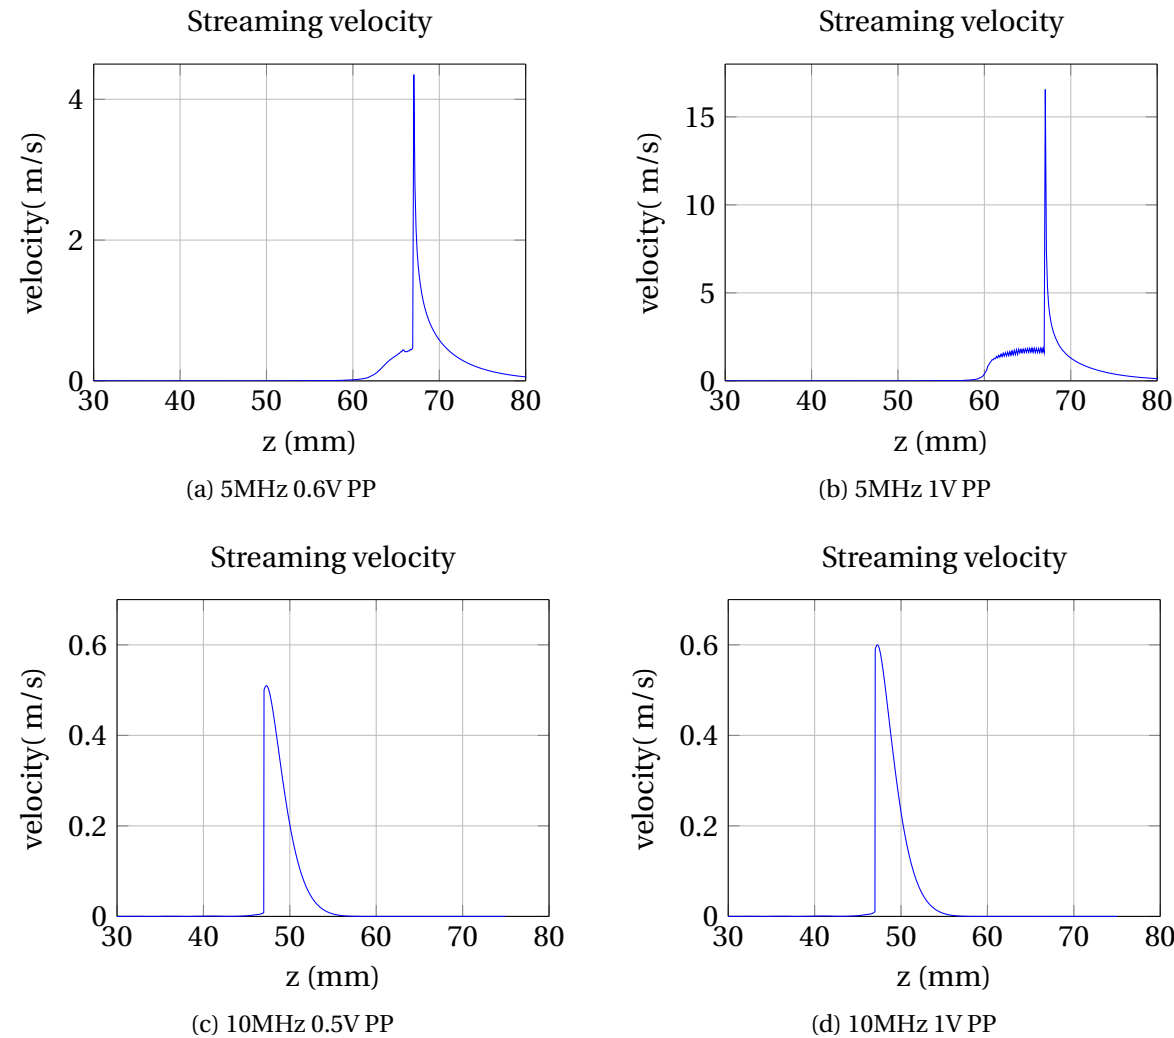 Streaming velocity
velocity( m/s)
4
2
0
30 40 50 60 70 80
z (mm)
(a) 5MHz 0.6V PP
Streaming velocity
velocity( m/s)
15
10
5
0
30 40 50 60 70 80
z (mm)
(b) 5MHz 1V PP
Streaming velocity
velocity( m/s)
0.6
0.4
0.2
0
30 40 50 60 70 80
z (mm)
(c) 10MHz 0.5V PP
Streaming velocity
velocity( m/s)
0.6
0.4
0.2
0
30 40 50 60 70 80
z (mm)
(d) 10MHz 1V PP